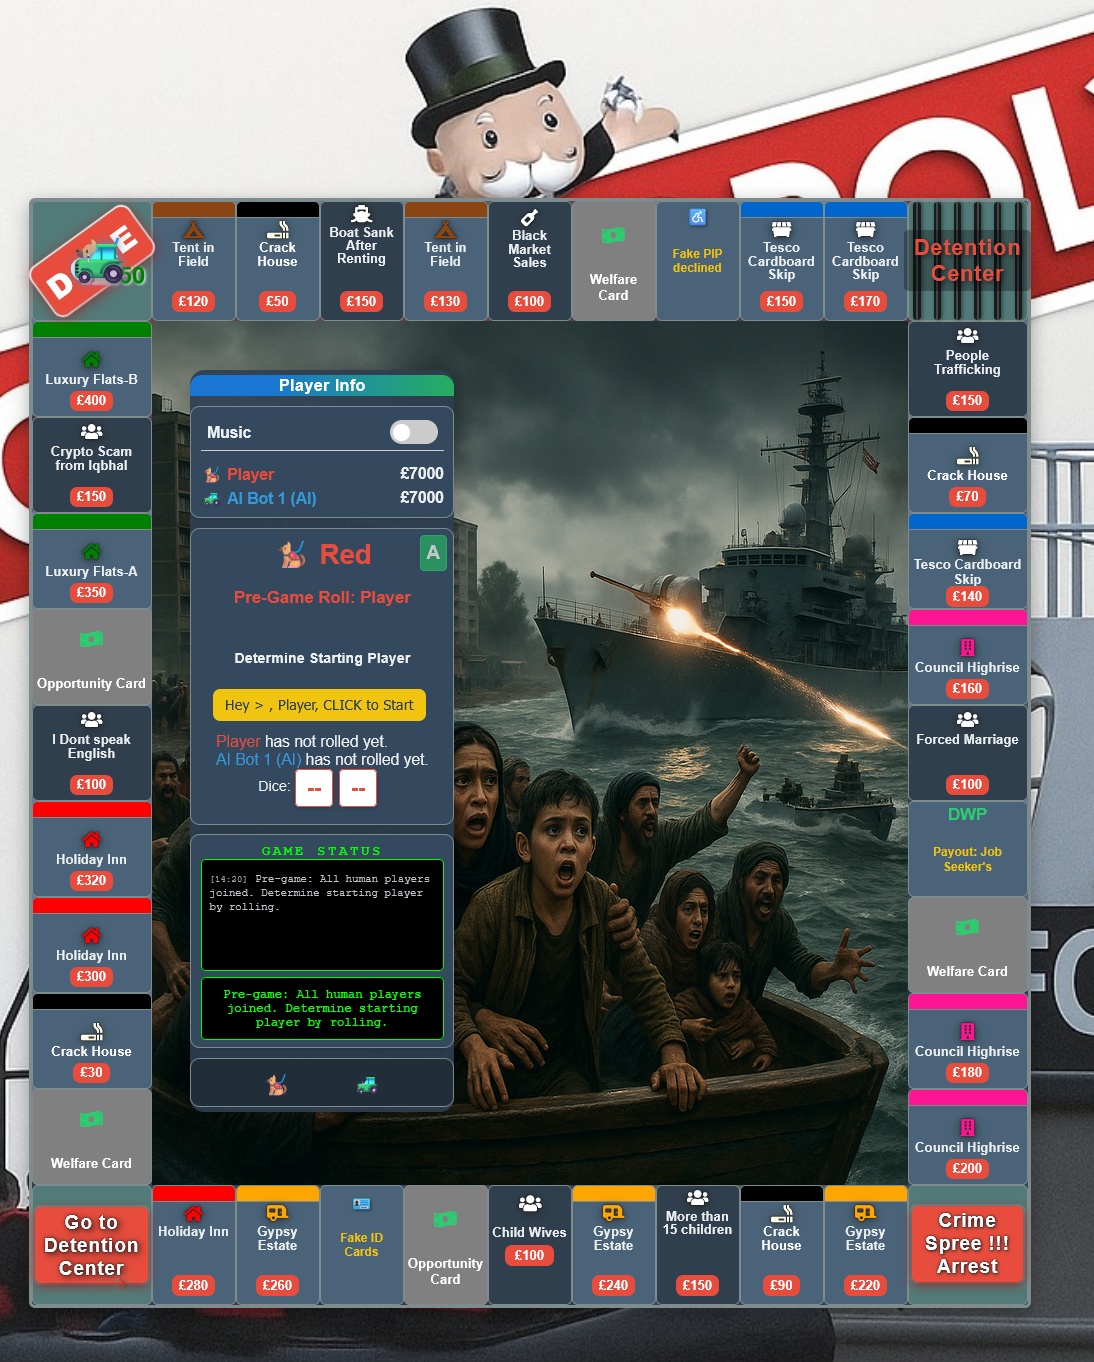 POL
D E
50
Tent in
Field
£120
Crack
House
£50
Boat Sank
After
Renting
£150
Tent in
Field
£130
Black
Market
Sales
£100
Welfare
Card
Fake PIP
declined
Tesco
Cardboard
Skip
£150
Tesco
Cardboard
Skip
£170
Detention
Center
Luxury Flats-B
£400
Crypto Scam
from Iqbhal
£150
Luxury Flats-A
£350
Opportunity Card
I Dont speak
English
£100
Holiday Inn
£320
Holiday Inn
£300
Crack House
£30
Welfare Card
Player Info
Music
Player £7000
AI Bot 1 (AI) £7000
Red
A
Pre-Game Roll: Player
Determine Starting Player
Hey > , Player, CLICK to Start
Player has not rolled yet.
AI Bot 1 (AI) has not rolled yet.
Dice: -- --
GAME STATUS
[14:20] Pre-game: All human players
joined. Determine starting player
by rolling.
Pre-game: All human players
joined. Determine starting
player by rolling.
People
Trafficking
£150
Crack House
£70
Tesco Cardboard
Skip
£140
Council Highrise
£160
Forced Marriage
£100
DWP
Payout: Job
Seeker's
Welfare Card
Council Highrise
£180
Council Highrise
£200
Go to
Detention
Center
Holiday Inn
£280
Gypsy
Estate
£260
Fake ID
Cards
Opportunity
Card
Child Wives
£100
Gypsy
Estate
£240
More than
15 children
£150
Crack
House
£90
Gypsy
Estate
£220
Crime
Spree !!!
Arrest